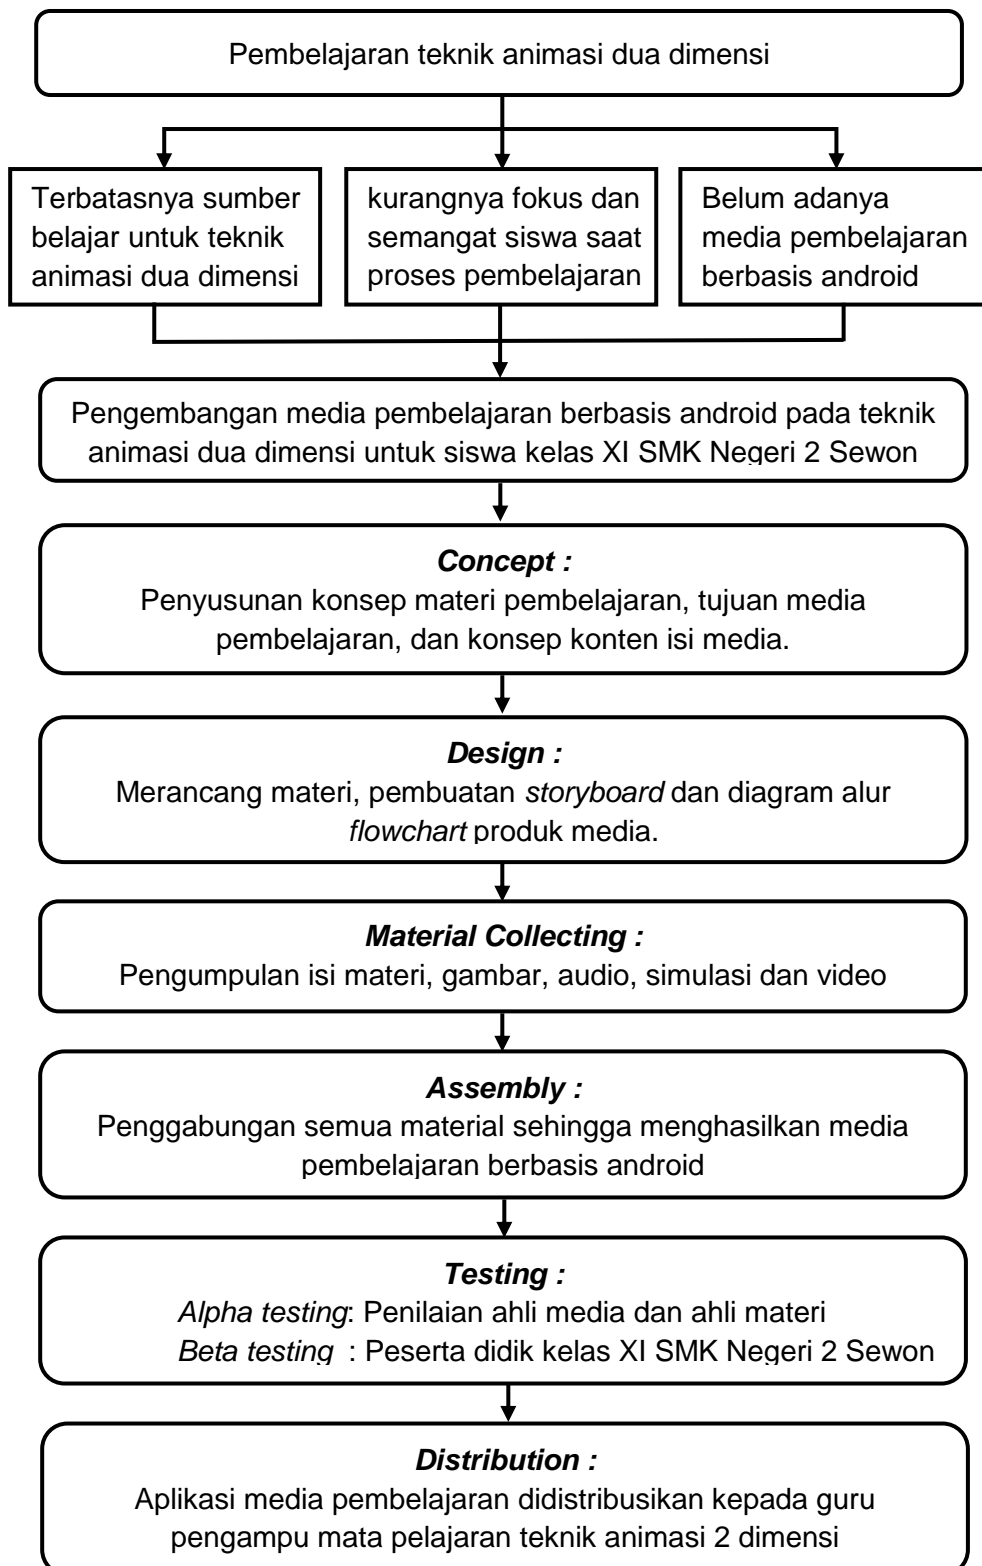 Pembelajaran teknik animasi dua dimensi
Terbatasnya sumber
belajar untuk teknik
animasi dua dimensi
kurangnya fokus dan
semangat siswa saat
proses pembelajaran
Belum adanya
media pembelajaran
berbasis android
Pengembangan media pembelajaran berbasis android pada teknik
animasi dua dimensi untuk siswa kelas XI SMK Negeri 2 Sewon
Concept :
Penyusunan konsep materi pembelajaran, tujuan media
pembelajaran, dan konsep konten isi media.
Design :
Merancang materi, pembuatan storyboard dan diagram alur
flowchart produk media.
Material Collecting :
Pengumpulan isi materi, gambar, audio, simulasi dan video
Assembly :
Penggabungan semua material sehingga menghasilkan media
pembelajaran berbasis android
Testing :
Alpha testing: Penilaian ahli media dan ahli materi
Beta testing : Peserta didik kelas XI SMK Negeri 2 Sewon
Distribution :
Aplikasi media pembelajaran didistribusikan kepada guru
pengampu mata pelajaran teknik animasi 2 dimensi